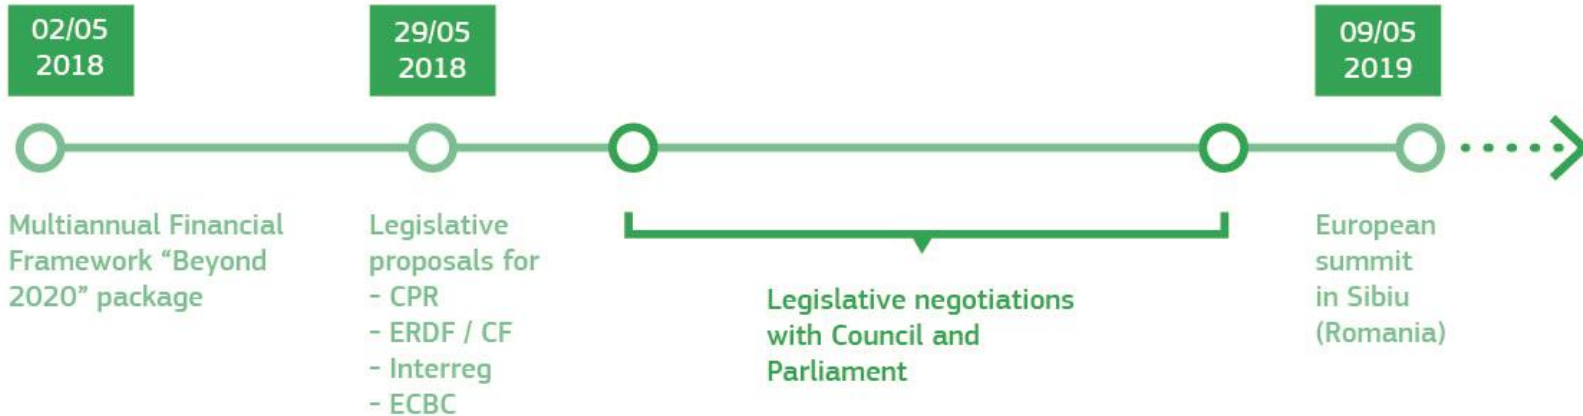 02/05
2018
29/05
2018
09/05
2019
Multiannual Financial
Framework “Beyond
2020” package
Legislative
proposals for
- CPR
- ERDF / CF
- Interreg
- ECBC
Legislative negotiations
with Council and
Parliament
European
summit
in Sibiu
(Romania)